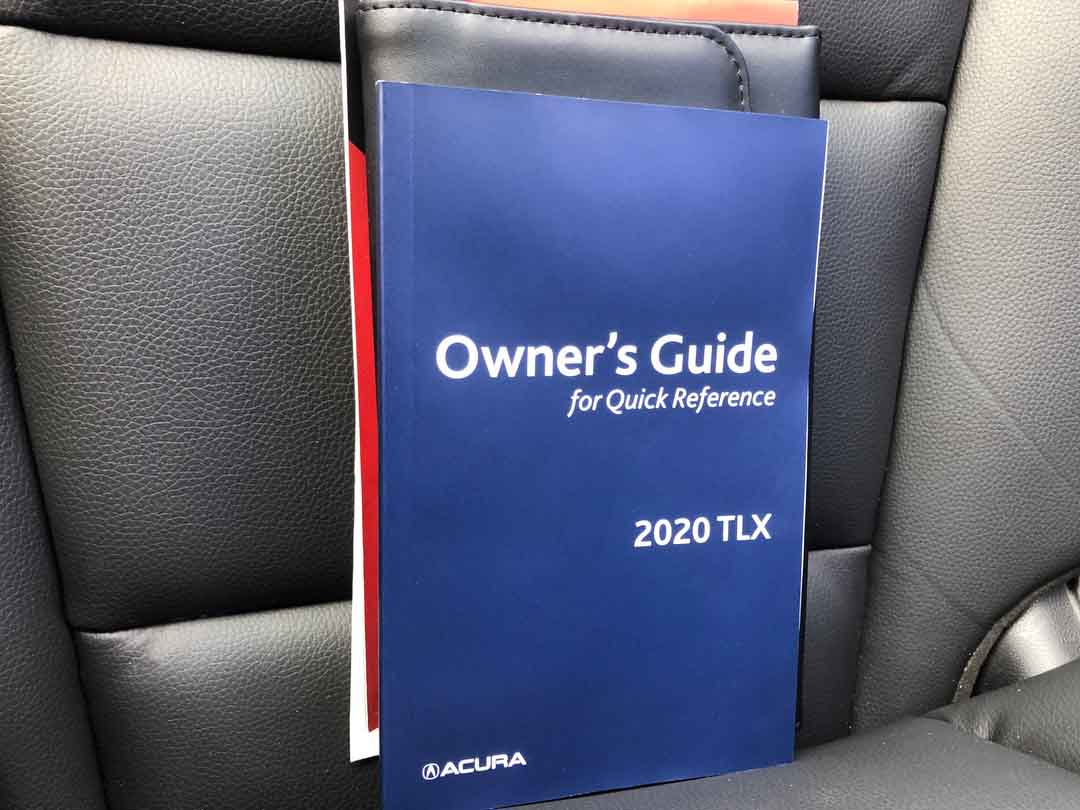 Owner's Guide
for Quick Reference
2020 TLX
ACURA